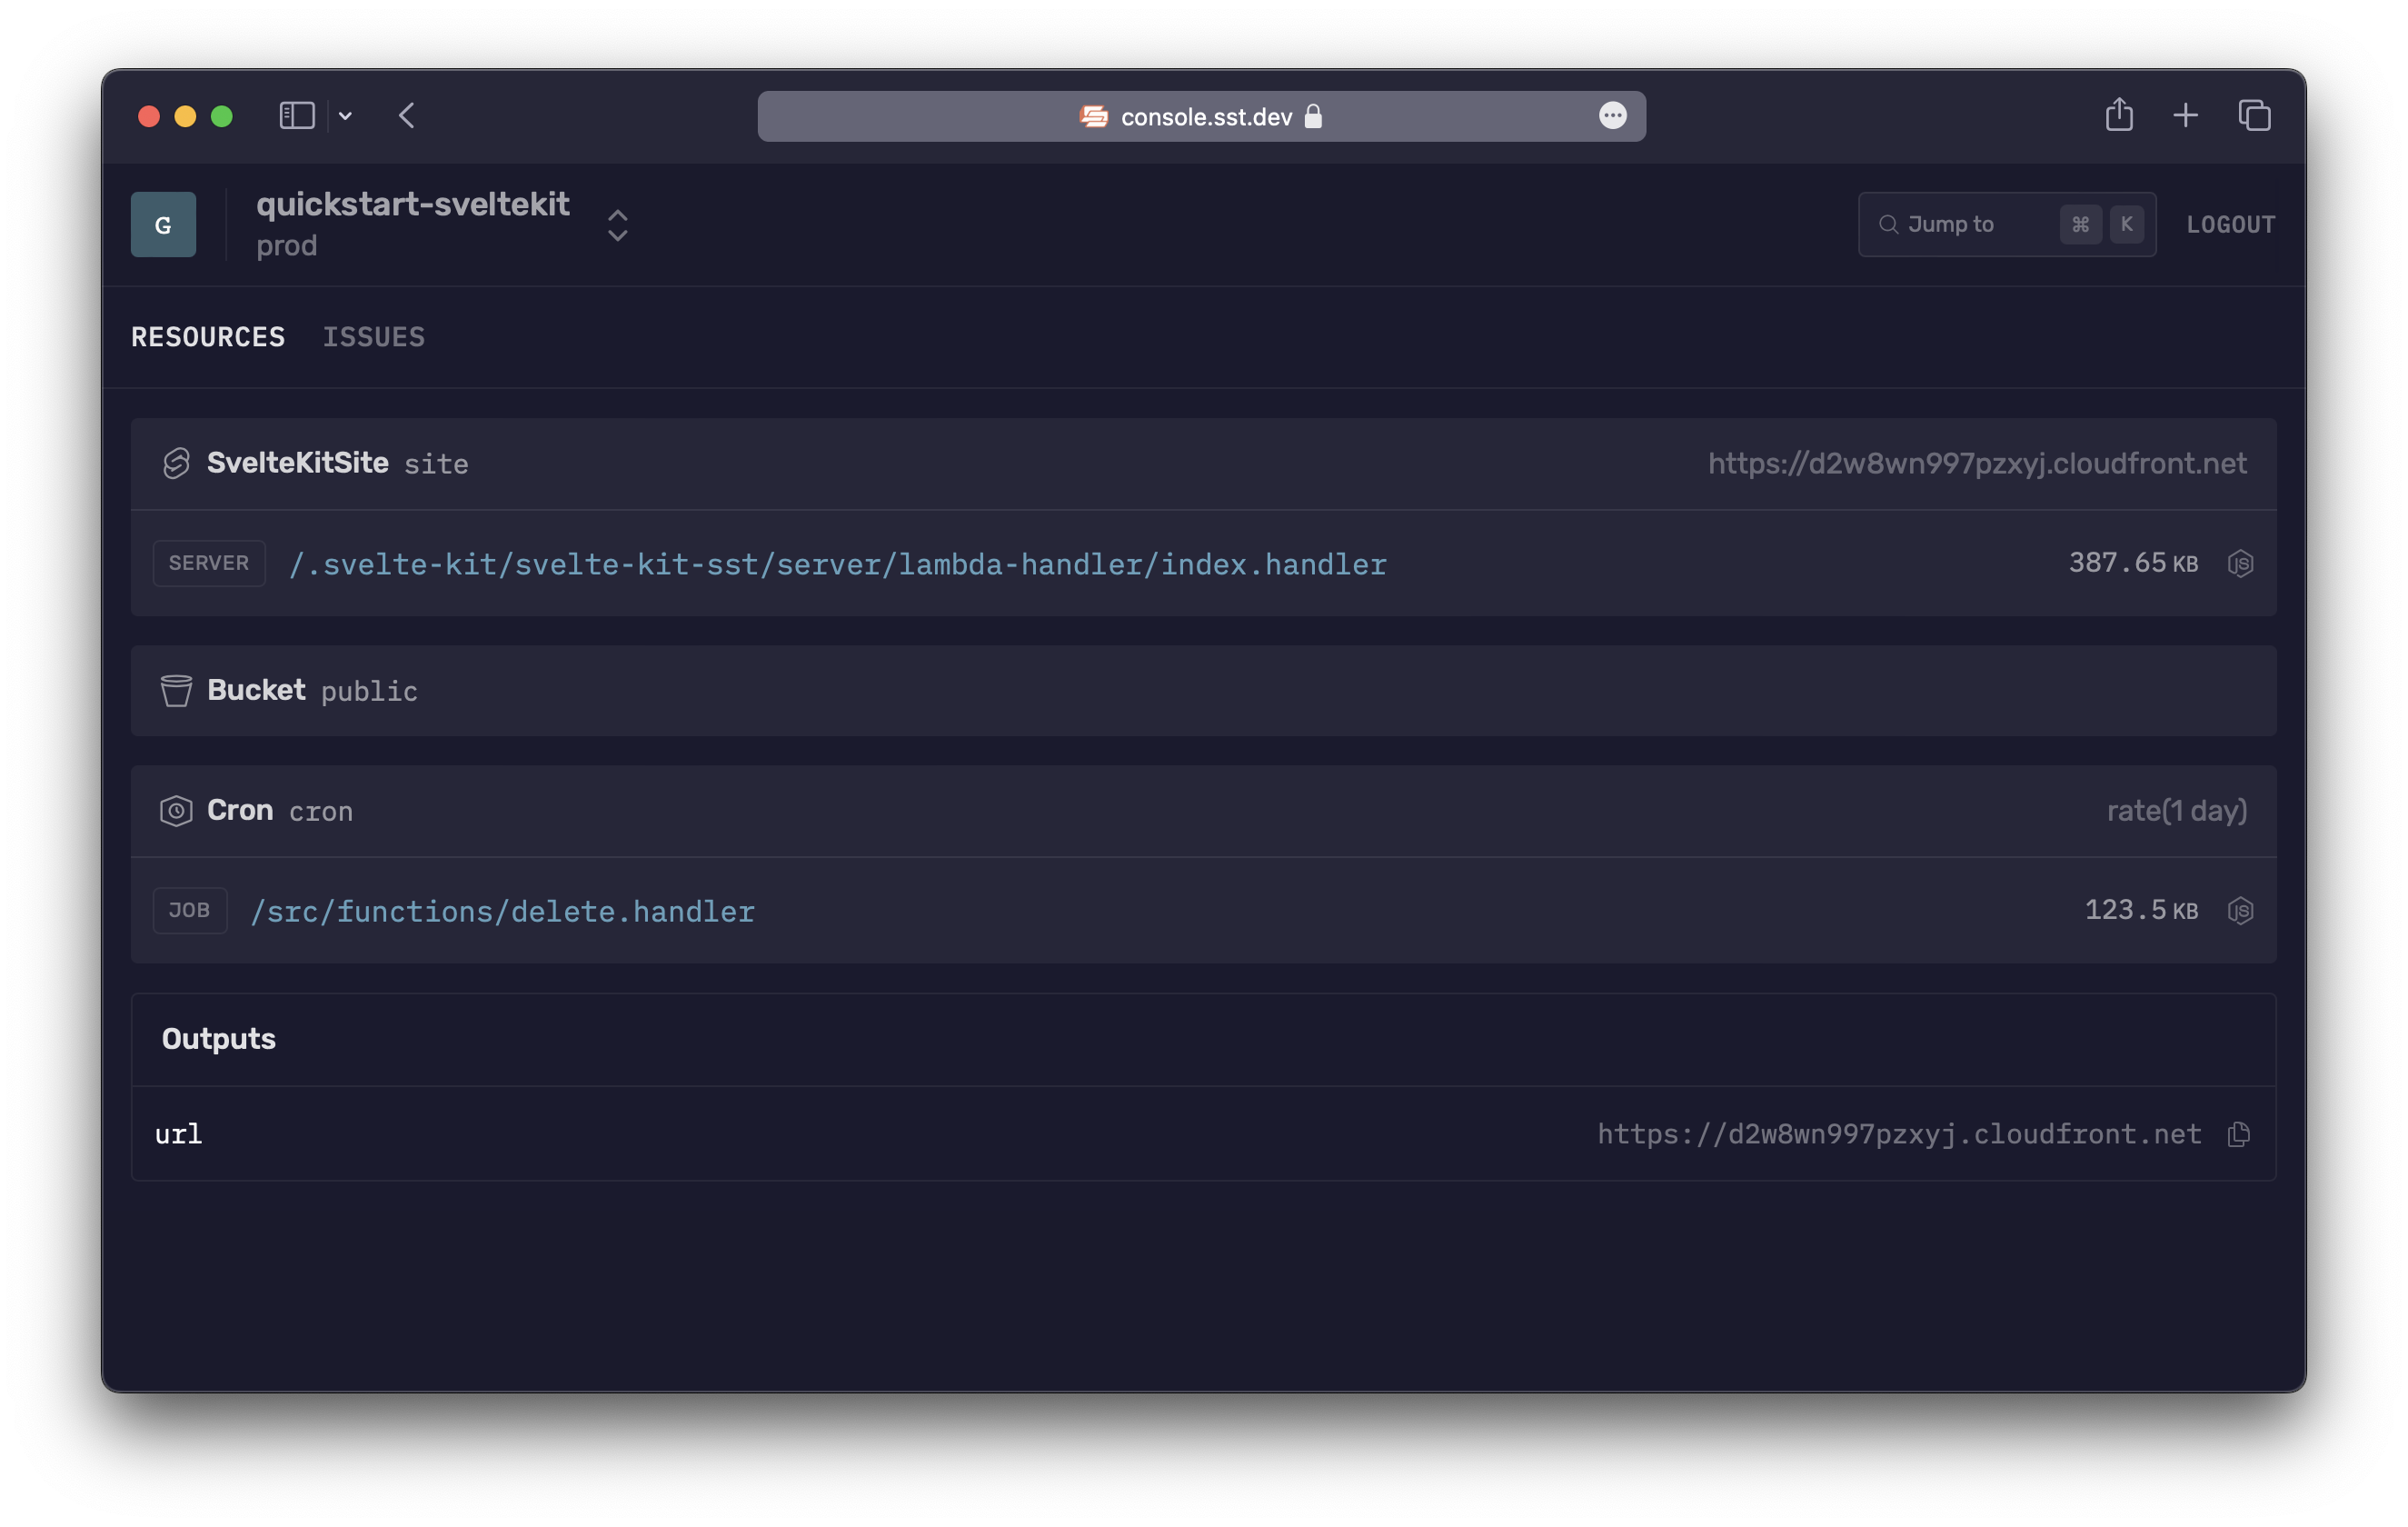 console.sst.dev
G
quickstart-sveltekit
prod
Jump to ⌘ K
LOGOUT
RESOURCES ISSUES
SvelteKitSite site https://d2w8wn997pzxyj.cloudfront.net
SERVER /.svelte-kit/svelte-kit-sst/server/lambda-handler/index.handler 387.65 KB JS
Bucket public
Cron cron rate(1 day)
JOB /src/functions/delete.handler 123.5 KB JS
Outputs
url https://d2w8wn997pzxyj.cloudfront.net